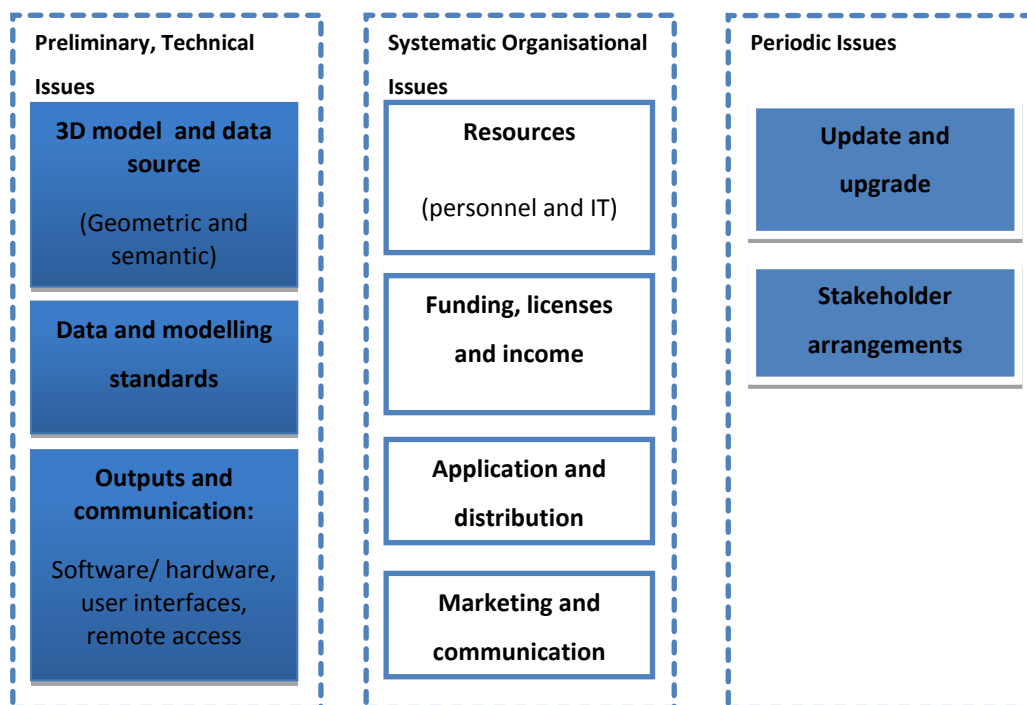 Preliminary, Technical
Issues
3D model and data
source
(Geometric and
semantic)
Data and modelling
standards
Outputs and
communication:
Software/ hardware,
user interfaces,
remote access
Systematic Organisational
Issues
Resources
(personnel and IT)
Funding, licenses
and income
Application and
distribution
Marketing and
communication
Periodic Issues
Update and
upgrade
Stakeholder
arrangements